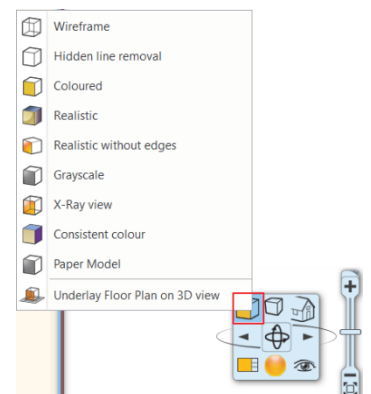 Wireframe
Hidden line removal
Coloured
Realistic
Realistic without edges
Grayscale
X-Ray view
Consistent colour
Paper Model
Underlay Floor Plan on 3D view